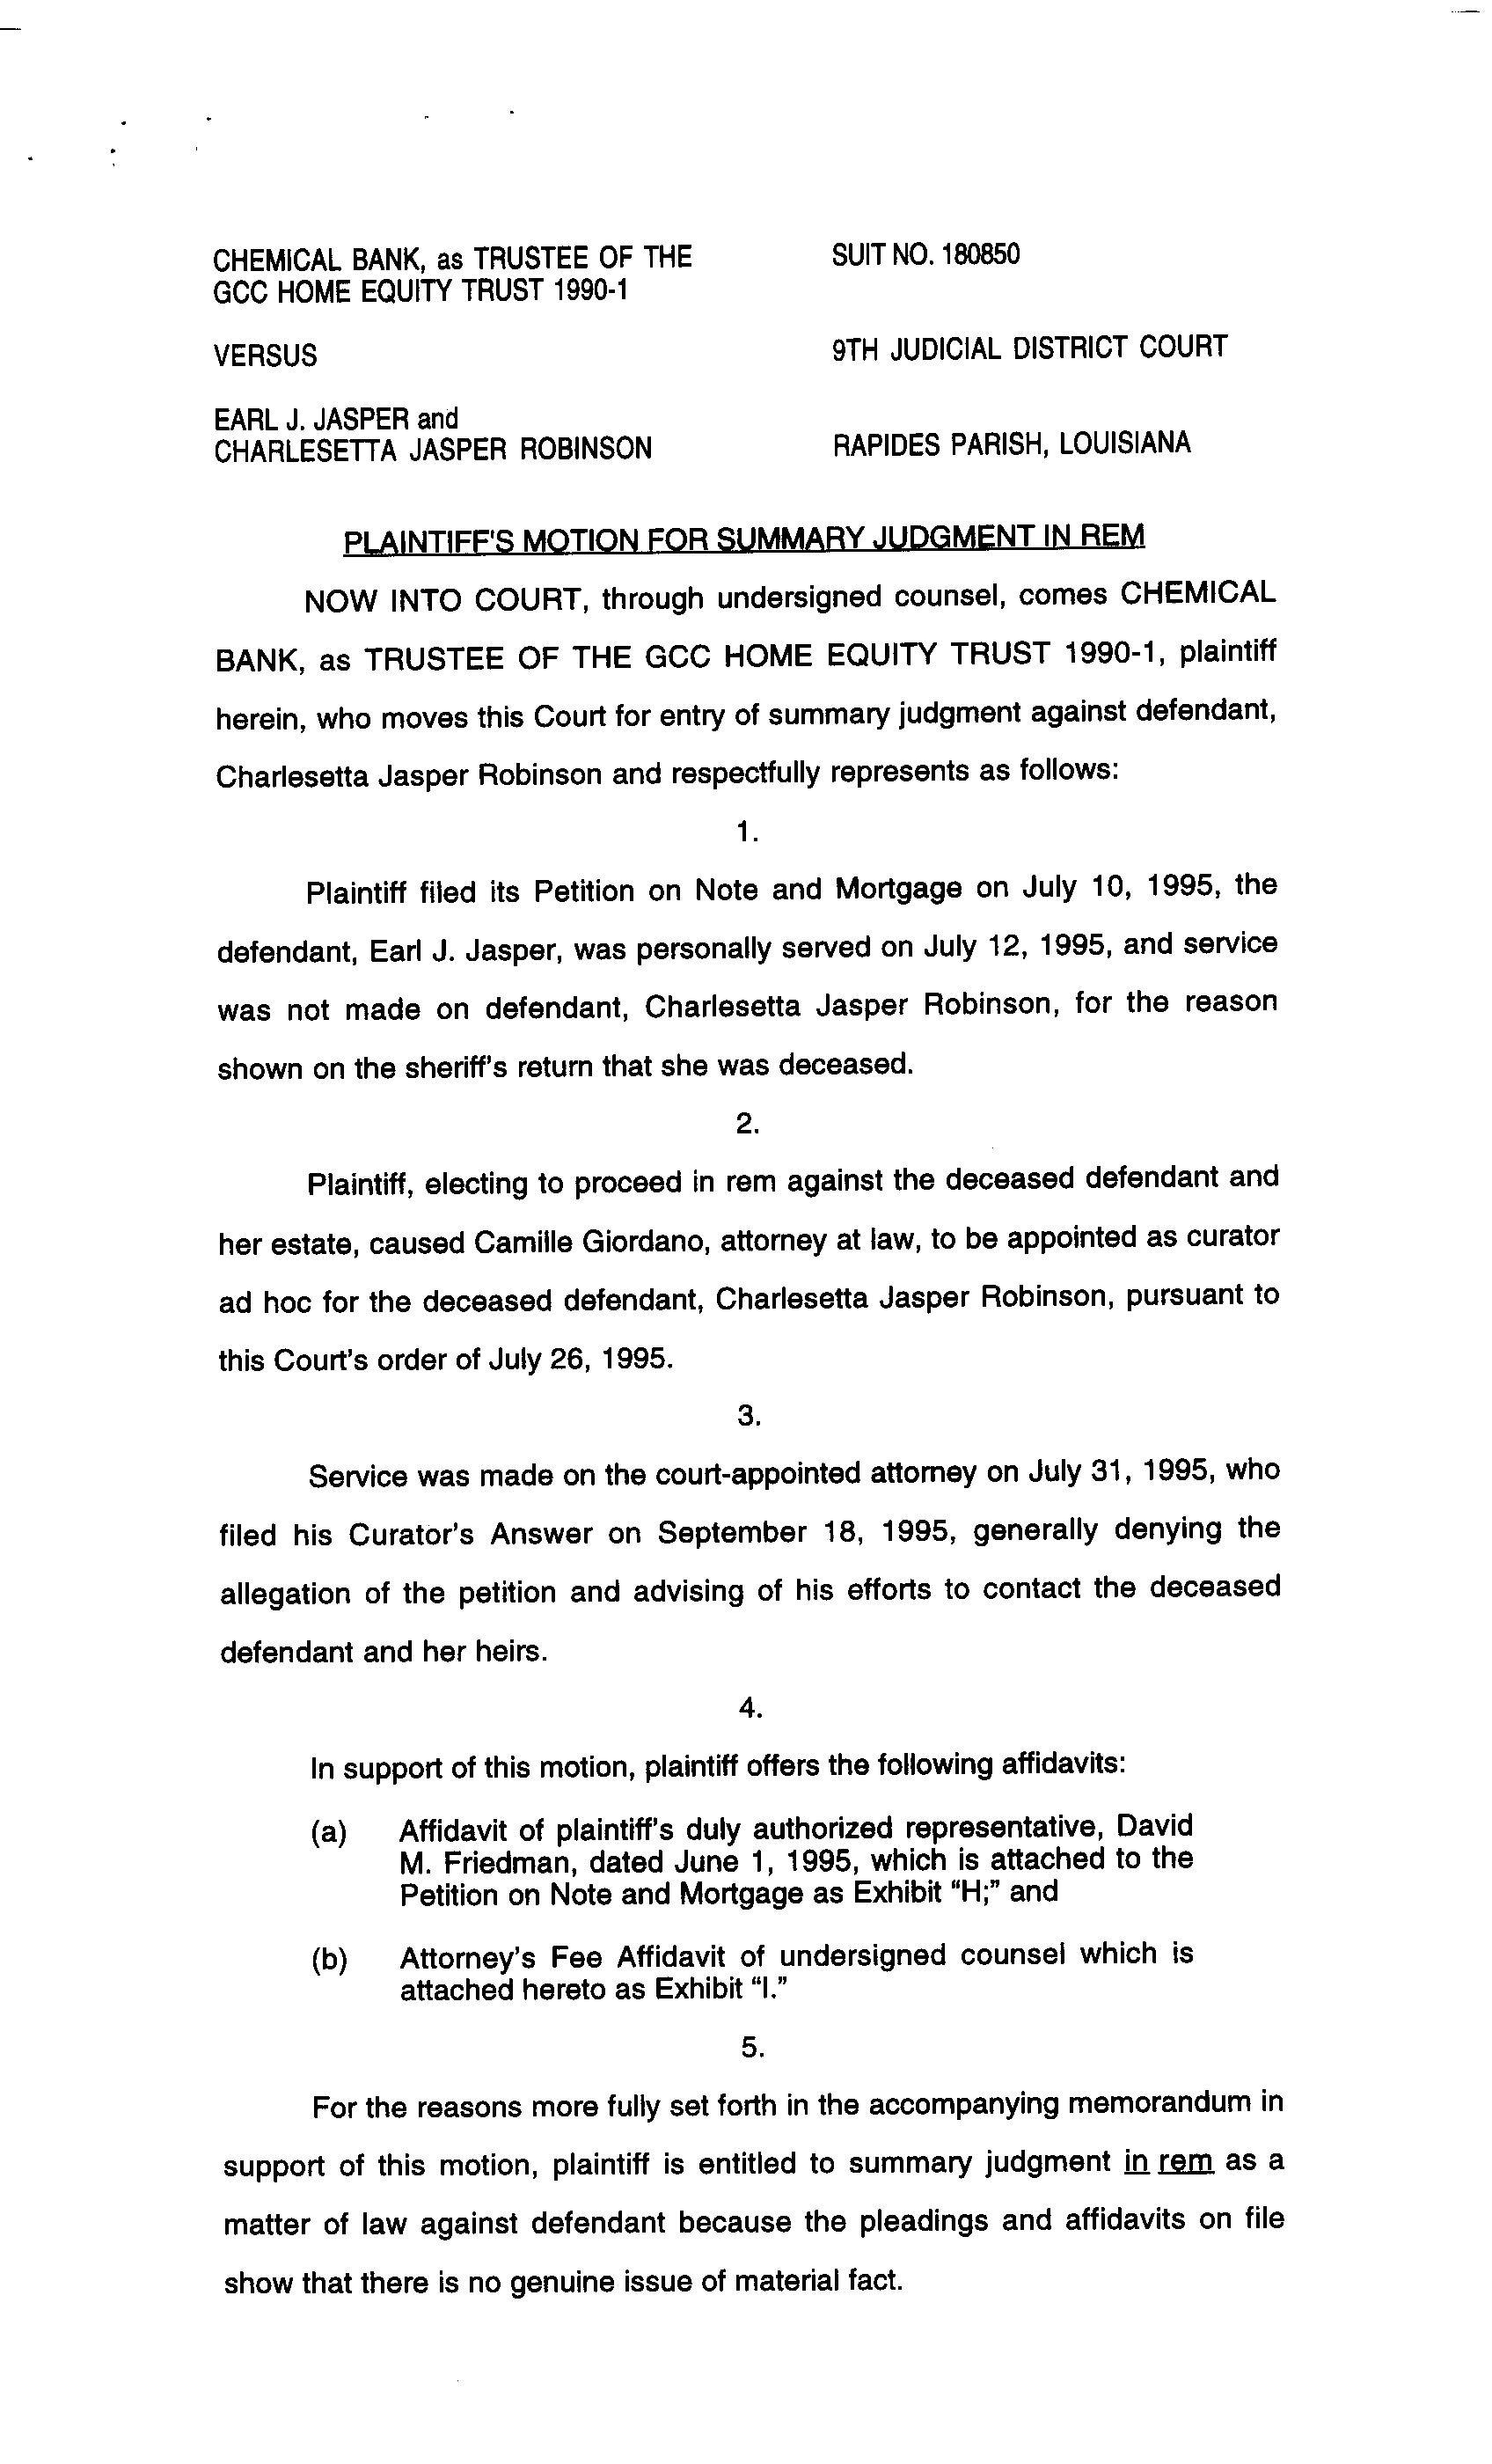 CHEMICAL BANK, as TRUSTEE OF THE SUIT NO. 180850
GCC HOME EQUITY TRUST 1990-1
VERSUS 9TH JUDICIAL DISTRICT COURT
EARL J. JASPER and
CHARLESETTA JASPER ROBINSON RAPIDES PARISH, LOUISIANA
PLAINTIFF'S MOTION FOR SUMMARY JUDGMENT IN REM
NOW INTO COURT, through undersigned counsel, comes CHEMICAL
BANK, as TRUSTEE OF THE GCC HOME EQUITY TRUST 1990-1, plaintiff
herein, who moves this Court for entry of summary judgment against defendant,
Charlesetta Jasper Robinson and respectfully represents as follows:
1.
Plaintiff filed its Petition on Note and Mortgage on July 10, 1995, the
defendant, Earl J. Jasper, was personally served on July 12, 1995, and service
was not made on defendant, Charlesetta Jasper Robinson, for the reason
shown on the sheriff's return that she was deceased.
2.
Plaintiff, electing to proceed in rem against the deceased defendant and
her estate, caused Camille Giordano, attorney at law, to be appointed as curator
ad hoc for the deceased defendant, Charlesetta Jasper Robinson, pursuant to
this Court's order of July 26, 1995.
3.
Service was made on the court-appointed attorney on July 31, 1995, who
filed his Curator's Answer on September 18, 1995, generally denying the
allegation of the petition and advising of his efforts to contact the deceased
defendant and her heirs.
4.
In support of this motion, plaintiff offers the following affidavits:
(a) Affidavit of plaintiff's duly authorized representative, David
M. Friedman, dated June 1, 1995, which is attached to the
Petition on Note and Mortgage as Exhibit “H;” and
(b) Attorney's Fee Affidavit of undersigned counsel which is
attached hereto as Exhibit “I.”
5.
For the reasons more fully set forth in the accompanying memorandum in
support of this motion, plaintiff is entitled to summary judgment in rem as a
matter of law against defendant because the pleadings and affidavits on file
show that there is no genuine issue of material fact.